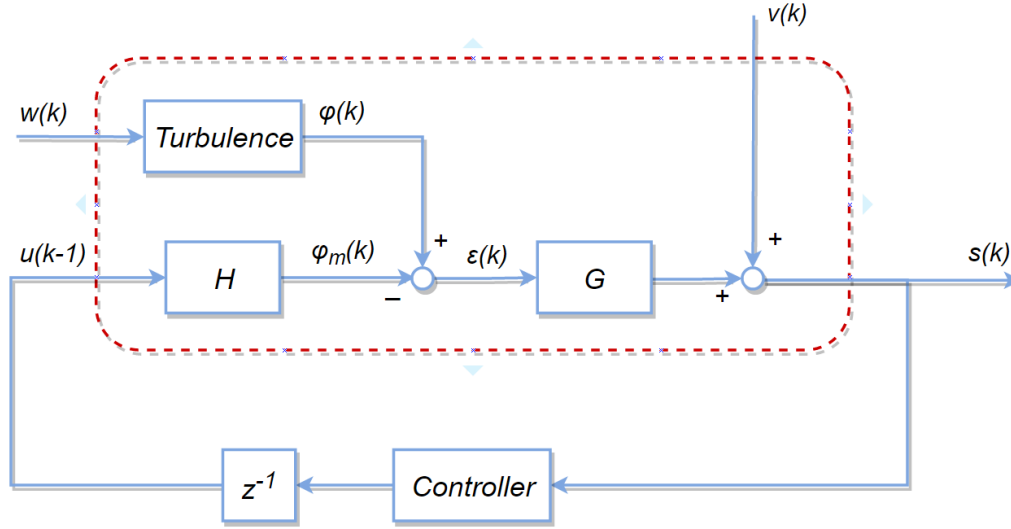 v(k)
w(k)
Turbulence
φ(k)
+
+
u(k-1)
H
φm(k)
−
ε(k)
G
+
s(k)
z-1
Controller